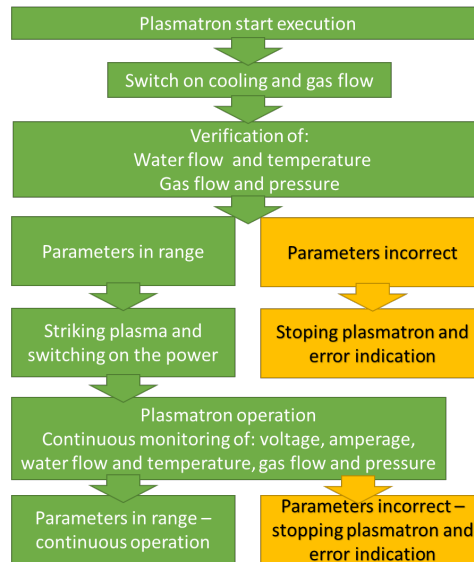 Plasmatron start execution
Switch on cooling and gas flow
Verification of:
Water flow and temperature
Gas flow and pressure
Parameters in range
Parameters incorrect
Striking plasma and
switching on the power
Stoping plasmatron and
error indication
Plasmatron operation
Continuous monitoring of: voltage, amperage,
water flow and temperature, gas flow and pressure
Parameters in range –
continuous operation
Parameters incorrect –
stopping plasmatron and
error indication